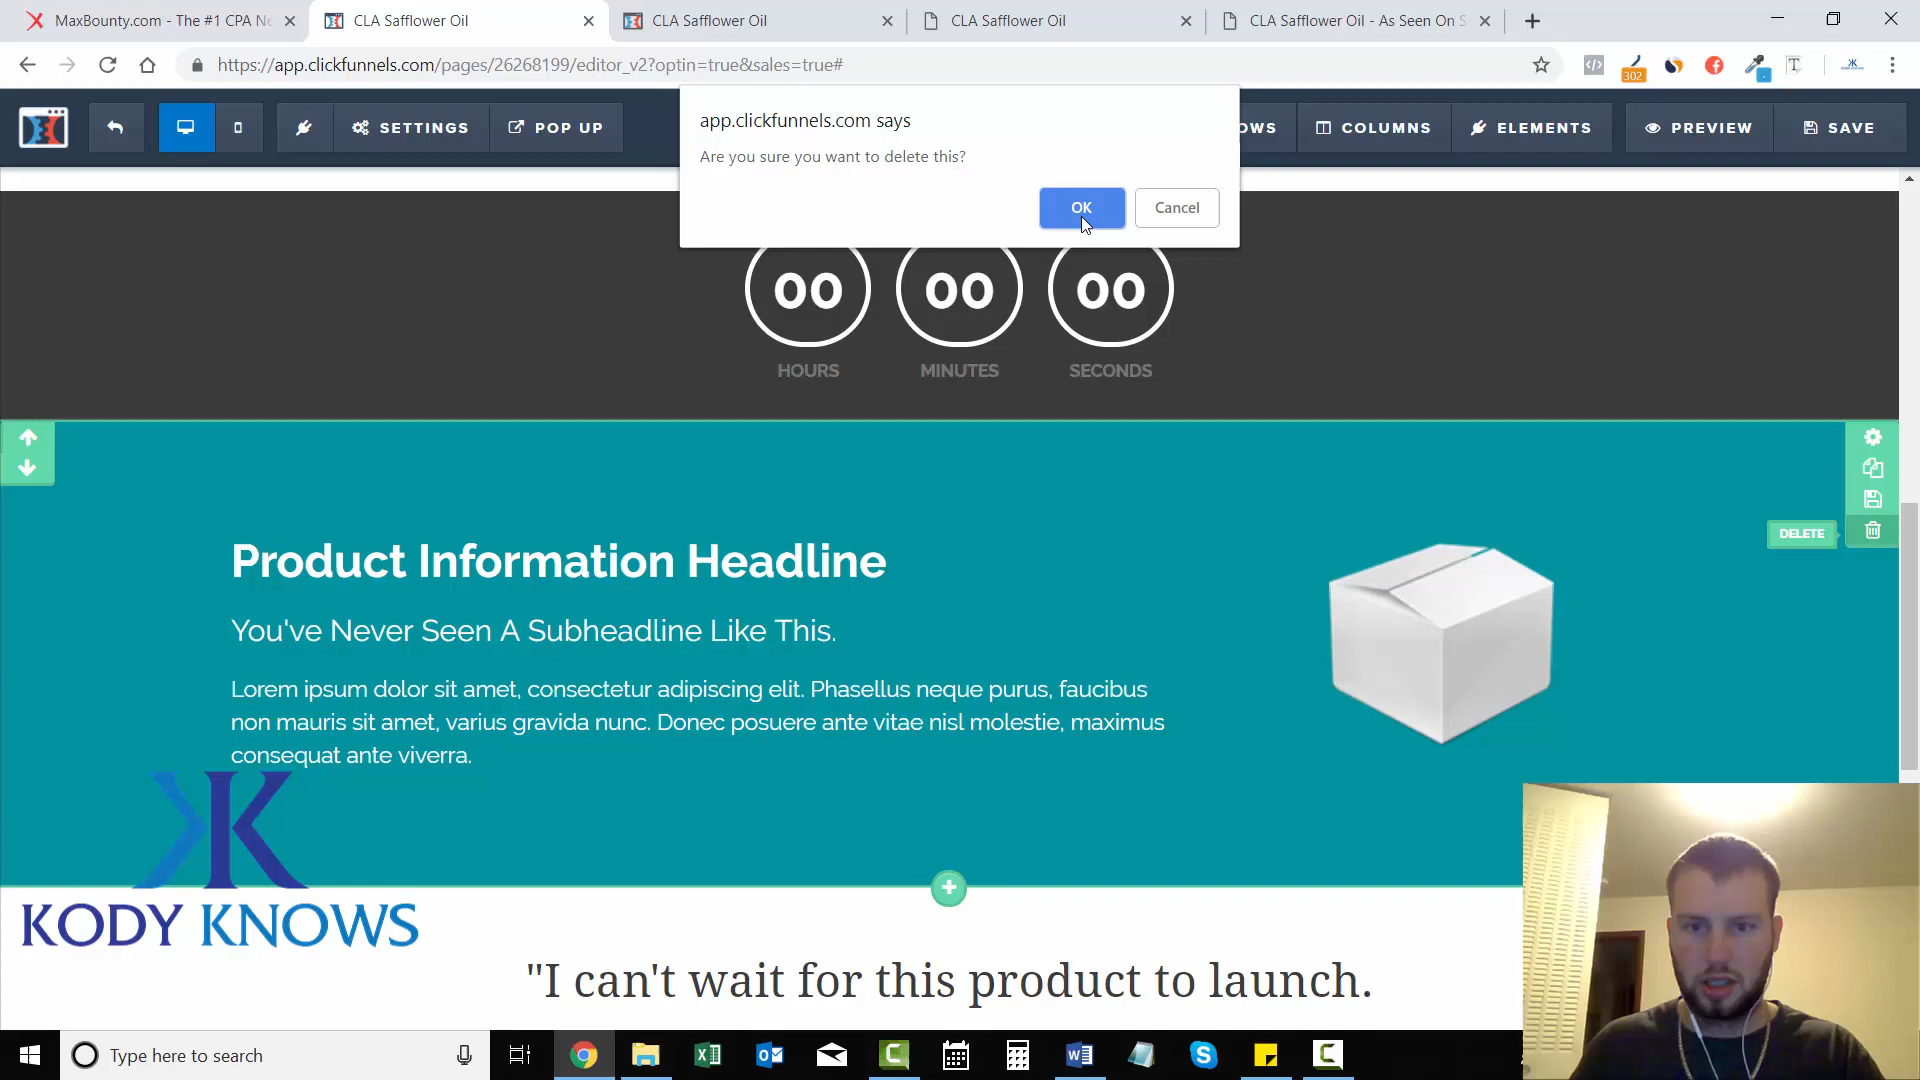 MaxBounty.com - The #1 CPA Ne
CLA Safflower Oil
CLA Safflower Oil
CLA Safflower Oil
CLA Safflower Oil - As Seen On S
https://app.clickfunnels.com/pages/26268199/editor_v2?optin=true&sales=true#
302
SETTINGS
POP UP
OWS
COLUMNS
ELEMENTS
PREVIEW
SAVE
app.clickfunnels.com says
Are you sure you want to delete this?
OK
Cancel
00
00
00
HOURS
MINUTES
SECONDS
DELETE
Product Information Headline
You've Never Seen A Subheadline Like This.
Lorem ipsum dolor sit amet, consectetur adipiscing elit. Phasellus neque purus, faucibus
non mauris sit amet, varius gravida nunc. Donec posuere ante vitae nisl molestie, maximus
consequat ante viverra.
KODY KNOWS
"I can't wait for this product to launch.
Type here to search